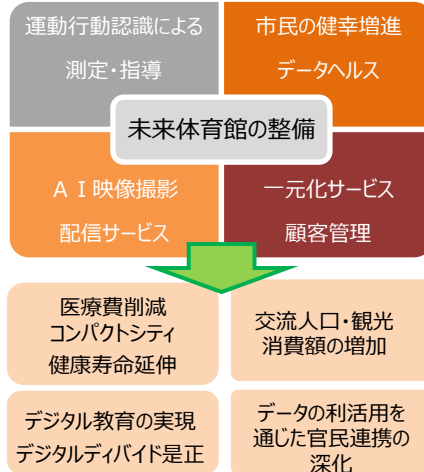 運動行動認識による
測定・指導
市民の健幸増進
データヘルス
未来体育館の整備
ＡＩ映像撮影
配信サービス
一元化サービス
顧客管理
医療費削減
コンパクトシティ
健康寿命延伸
交流人口・観光
消費額の増加
デジタル教育の実現
デジタルディバイド是正
データの利活用を
通じた官民連携の
深化